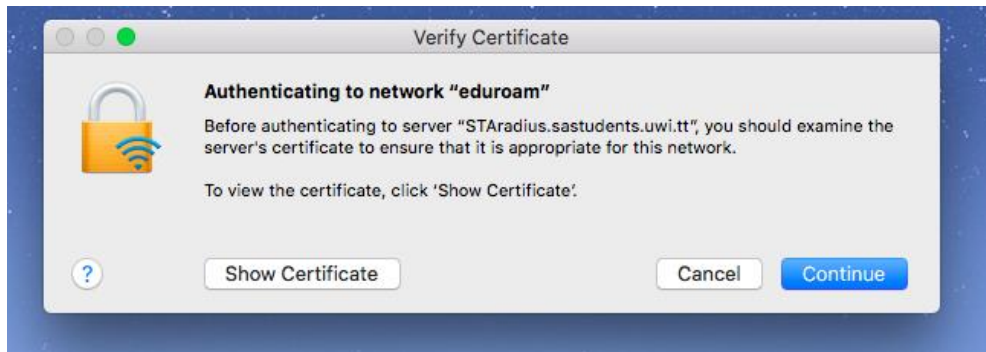 Verify Certificate
Authenticating to network “eduroam”
Before authenticating to server “STAradius.sastudents.uwi.tt”, you should examine the
server's certificate to ensure that it is appropriate for this network.
To view the certificate, click ‘Show Certificate’.
?
Show Certificate
Cancel
Continue